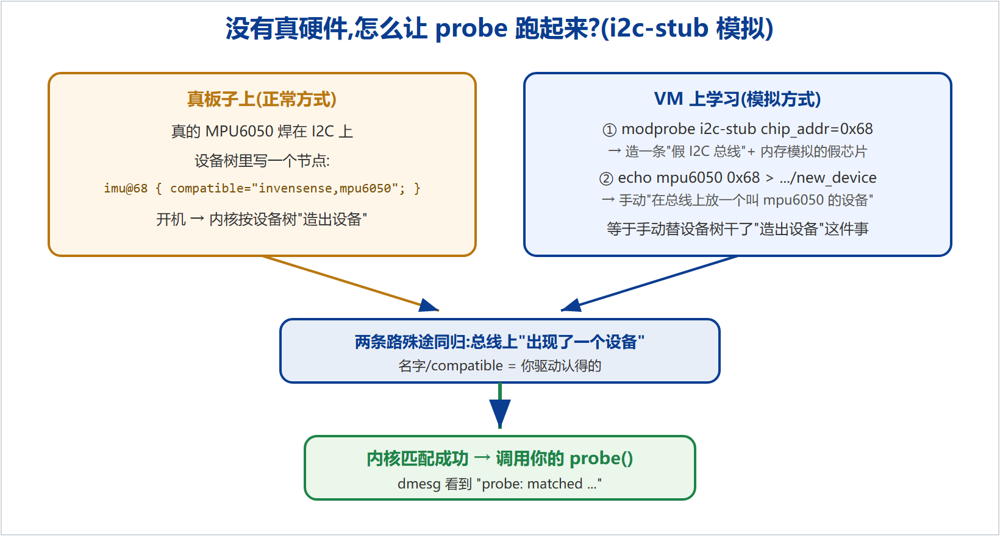 没有真硬件,怎么让 probe 跑起来?(i2c-stub 模拟)
真板子上(正常方式)
真的 MPU6050 焊在 I2C 上
设备树里写一个节点:
imu@68 { compatible="invensense,mpu6050"; }
开机 → 内核按设备树"造出设备"
VM 上学习(模拟方式)
① modprobe i2c-stub chip_addr=0x68
→ 造一条"假 I2C 总线"+ 内存模拟的假芯片
② echo mpu6050 0x68 > .../new_device
→ 手动"在总线上放一个叫 mpu6050 的设备"
等于手动替设备树干了"造出设备"这件事
两条路殊途同归:总线上"出现了一个设备"
名字/compatible = 你驱动认得的
内核匹配成功 → 调用你的 probe()
dmesg 看到 "probe: matched ..."